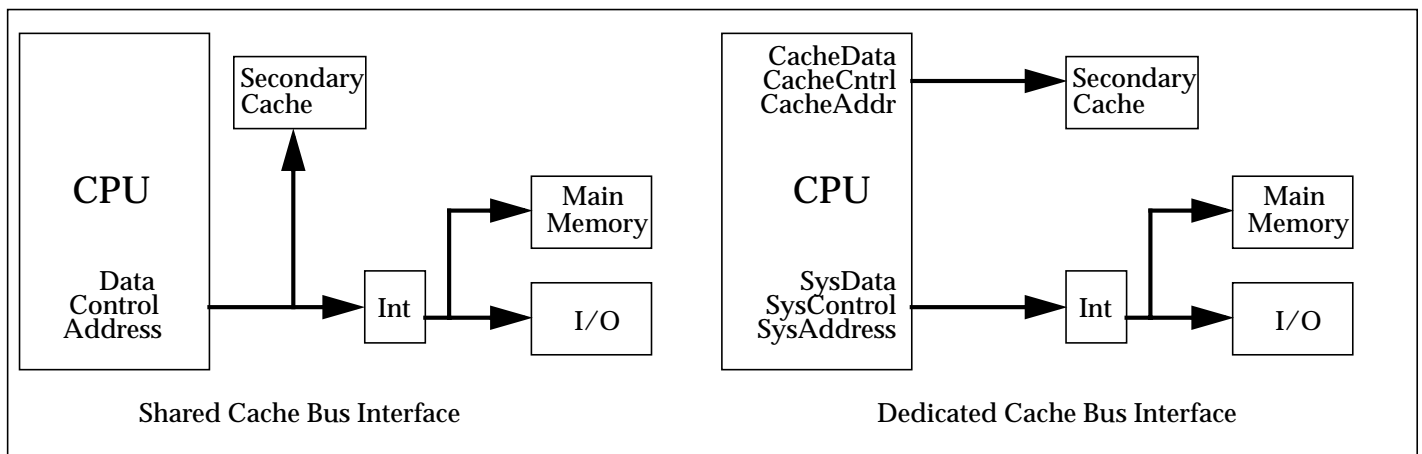 Secondary
Cache
CPU
Main
Memory
Data
Control
Address
Int
I/O
Shared Cache Bus Interface
CacheData
CacheCntrl
CacheAddr
Secondary
Cache
CPU
Main
Memory
SysData
SysControl
SysAddress
Int
I/O
Dedicated Cache Bus Interface